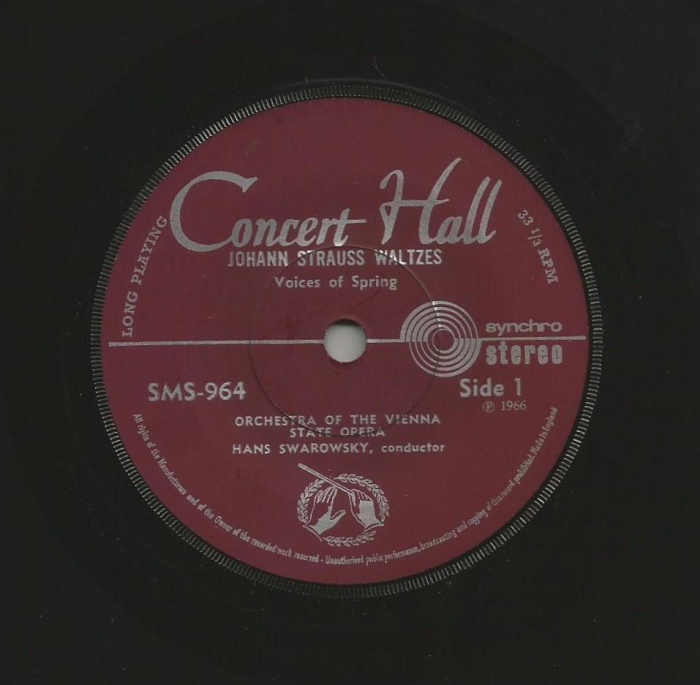 Concert Hall
JOHANN STRAUSS WALTZES
Voices of Spring
LONG PLAYING
33 1/3 RPM
synchro
stereo
SMS-964
Side 1
℗ 1966
ORCHESTRA OF THE VIENNA
STATE OPERA
HANS SWAROWSKY, conductor
All rights of the Manufacturer and of the Owner of the recorded work reserved - Unauthorised public performance, broadcasting and copying of this record prohibited. Made in England